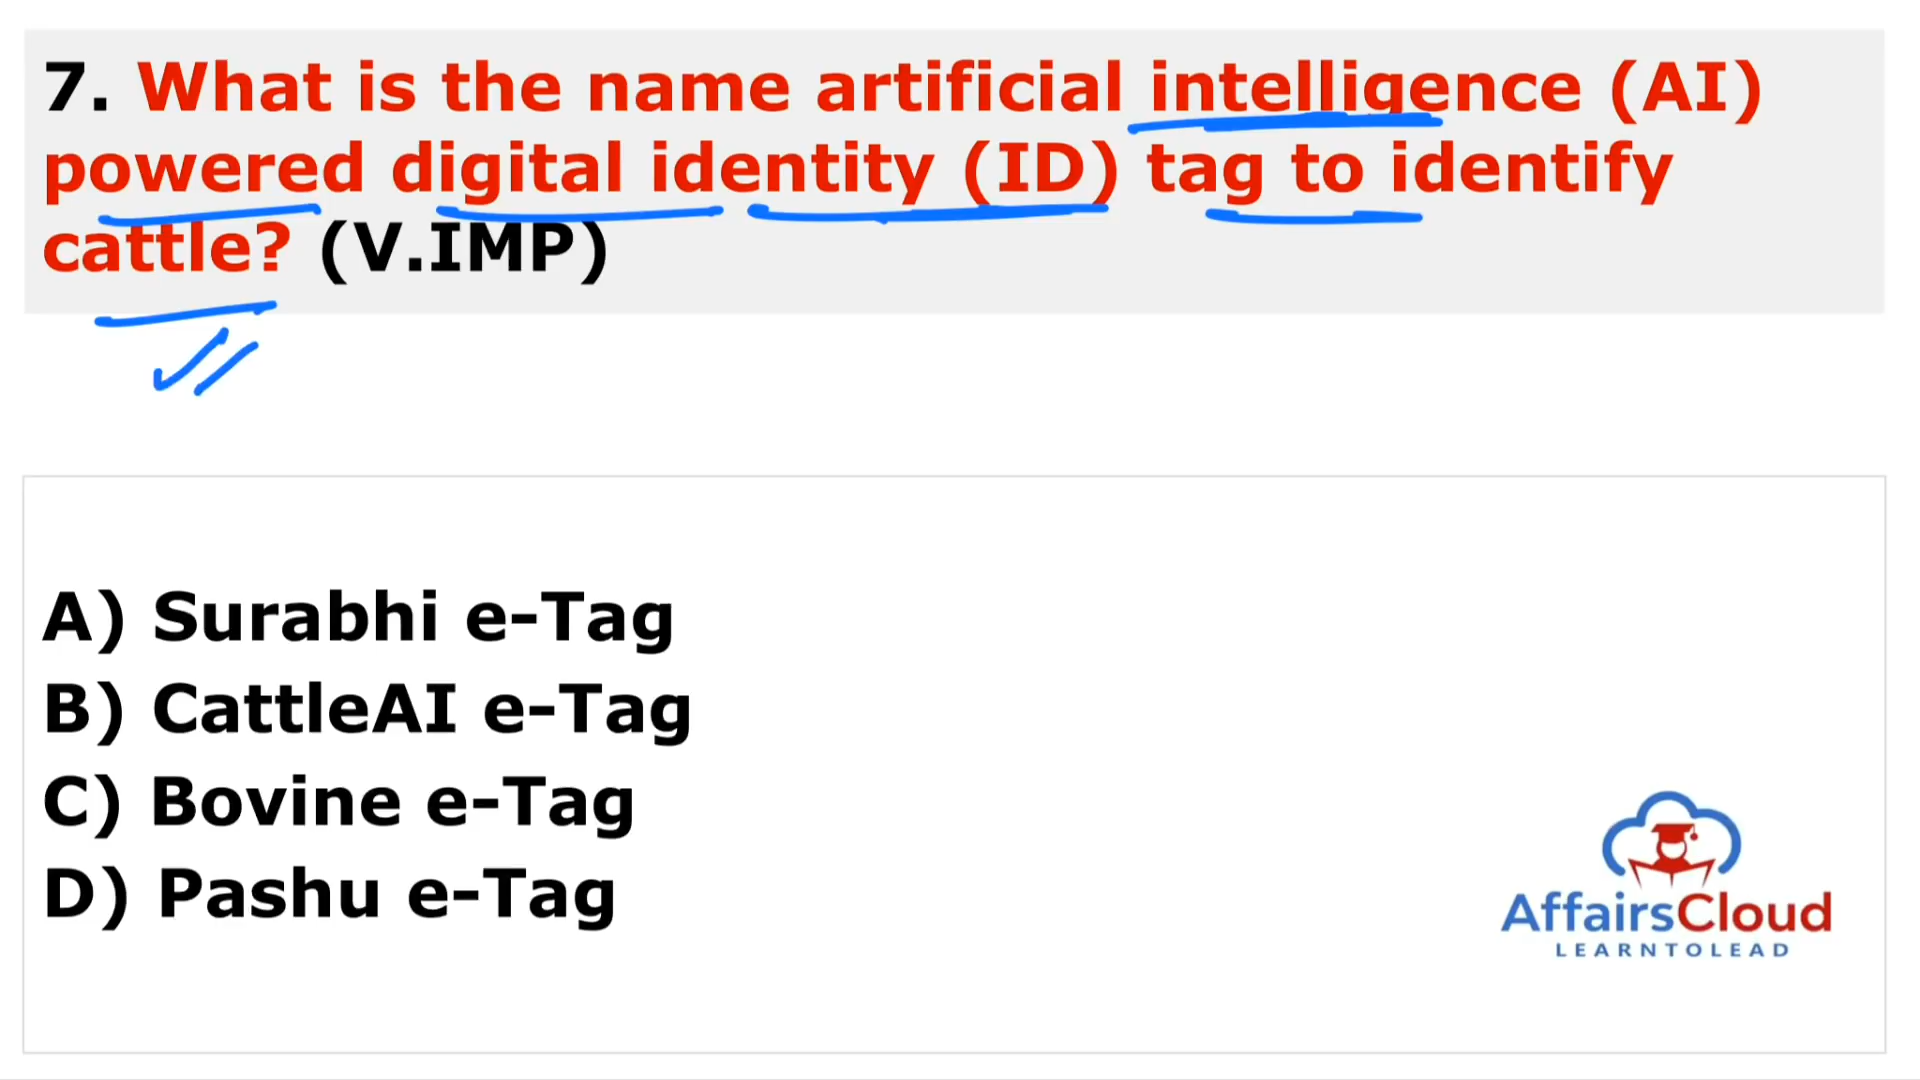 7. What is the name artificial intelligence (AI)
powered digital identity (ID) tag to identify
cattle? (V.IMP)
A) Surabhi e-Tag
B) CattleAI e-Tag
C) Bovine e-Tag
D) Pashu e-Tag
AffairsCloud
LEARNTOLEAD